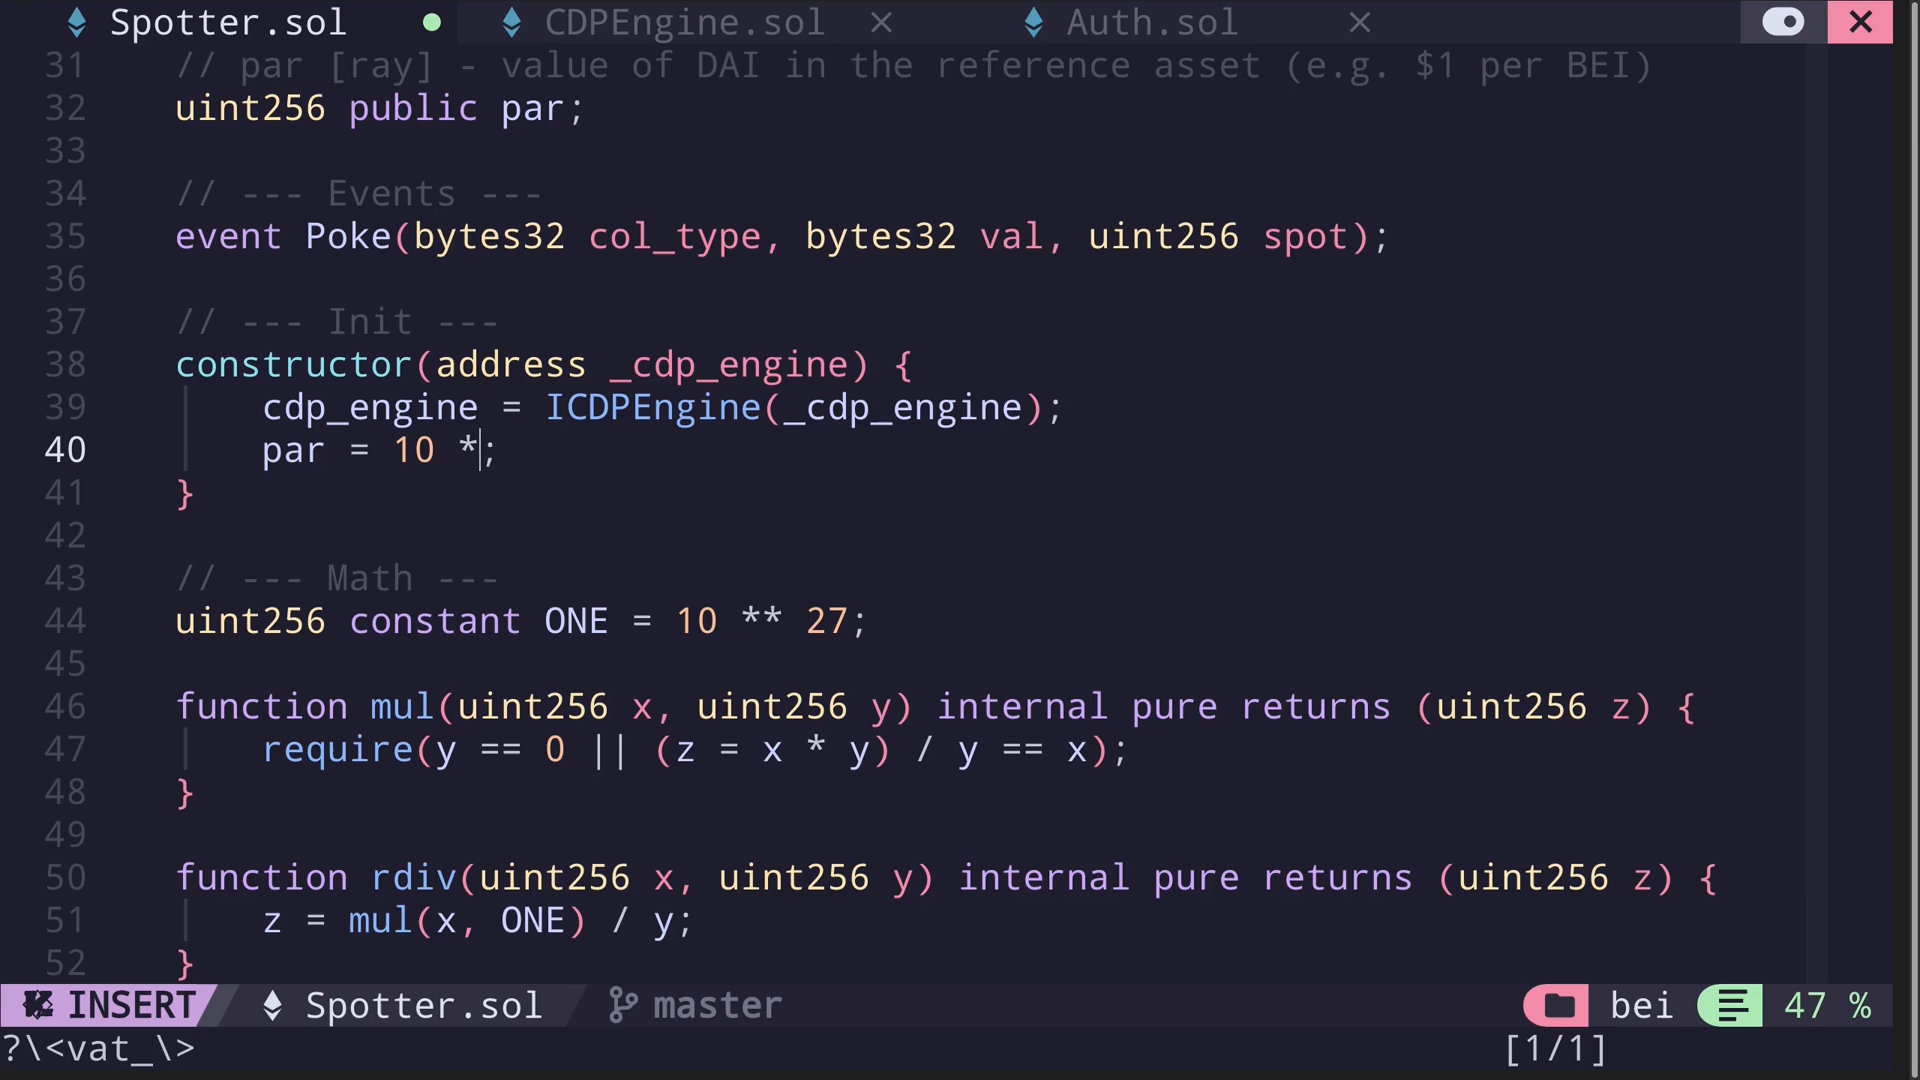 Spotter.sol CDPEngine.sol Auth.sol
31 // par [ray] - value of DAI in the reference asset (e.g. $1 per BEI)
32 uint256 public par;
33
34 // --- Events ---
35 event Poke(bytes32 col_type, bytes32 val, uint256 spot);
36
37 // --- Init ---
38 constructor(address _cdp_engine) {
39 cdp_engine = ICDPEngine(_cdp_engine);
40 par = 10 *;
41 }
42
43 // --- Math ---
44 uint256 constant ONE = 10 ** 27;
45
46 function mul(uint256 x, uint256 y) internal pure returns (uint256 z) {
47 require(y == 0 || (z = x * y) / y == x);
48 }
49
50 function rdiv(uint256 x, uint256 y) internal pure returns (uint256 z) {
51 z = mul(x, ONE) / y;
52 }
INSERT Spotter.sol master bei 47 %
?\<vat_\> [1/1]